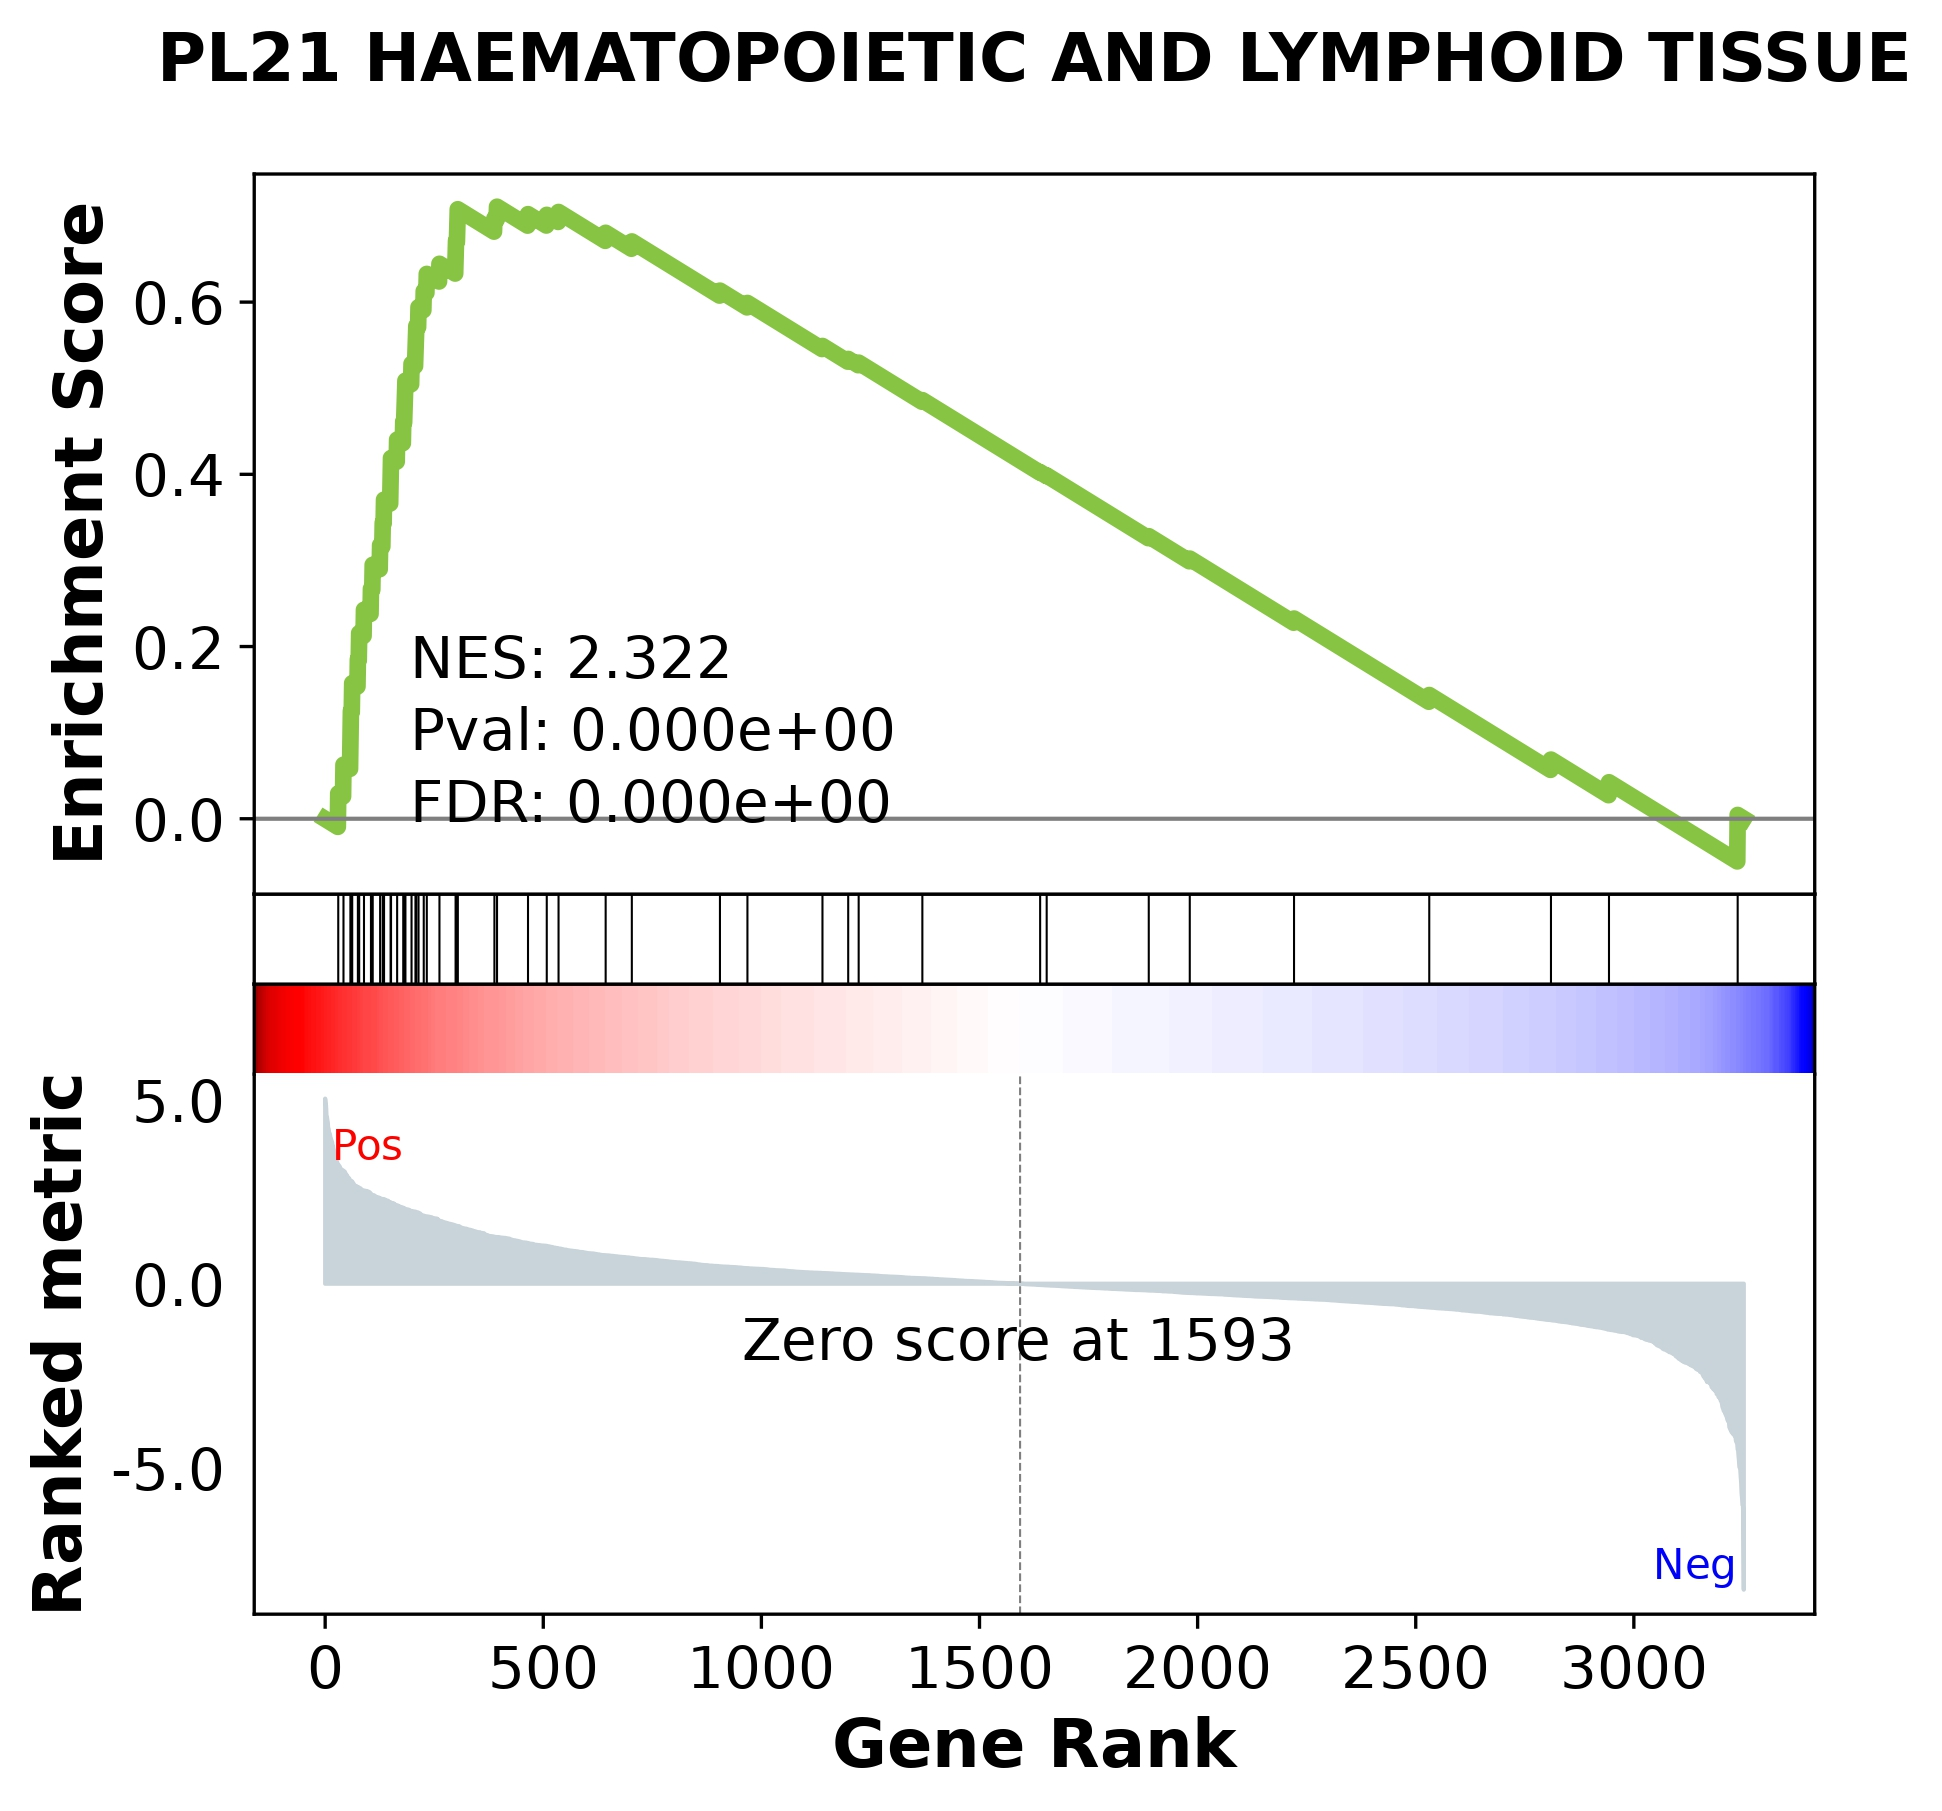 PL21 HAEMATOPOIETIC AND LYMPHOID TISSUE
Enrichment Score
0.6
0.4
0.2
0.0
NES: 2.322
Pval: 0.000e+00
FDR: 0.000e+00
Ranked metric
5.0
0.0
-5.0
Pos
Zero score at 1593
Neg
0 500 1000 1500 2000 2500 3000
Gene Rank